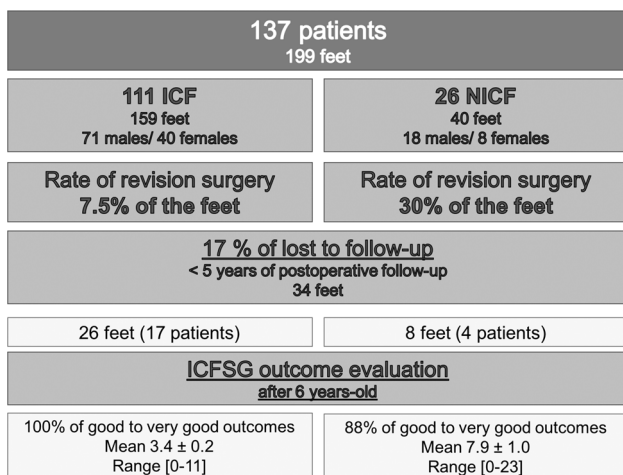 137 patients
199 feet
111 ICF
159 feet
71 males/ 40 females
26 NICF
40 feet
18 males/ 8 females
Rate of revision surgery
7.5% of the feet
Rate of revision surgery
30% of the feet
17 % of lost to follow-up
< 5 years of postoperative follow-up
34 feet
26 feet (17 patients)
8 feet (4 patients)
ICFSG outcome evaluation
after 6 years-old
100% of good to very good outcomes
Mean 3.4 ± 0.2
Range [0-11]
88% of good to very good outcomes
Mean 7.9 ± 1.0
Range [0-23]